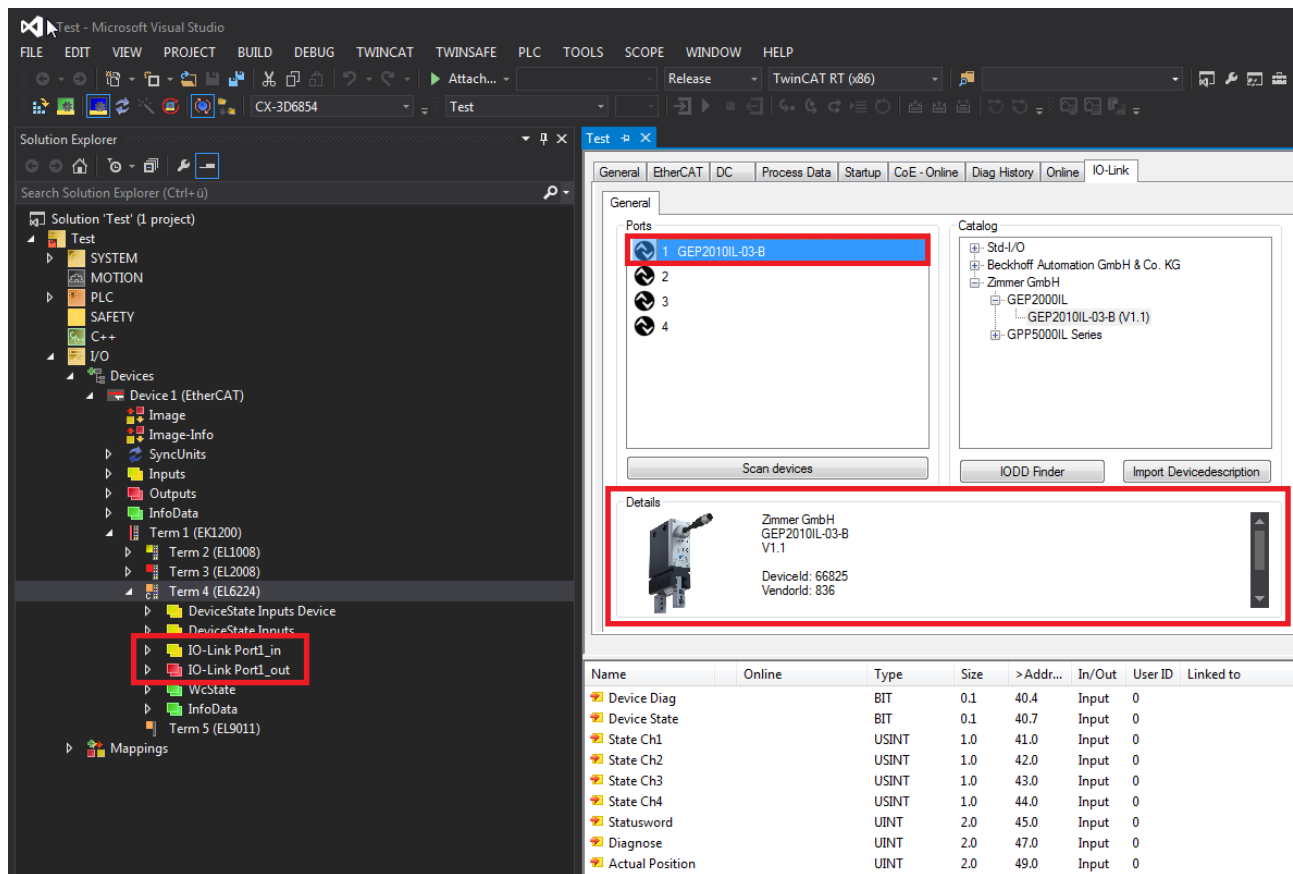 Test - Microsoft Visual Studio
FILE EDIT VIEW PROJECT BUILD DEBUG TWINCAT TWINSAFE PLC TOOLS SCOPE WINDOW HELP
Attach... Release TwinCAT RT (x86)
CX-3D6854 Test
Solution Explorer
Search Solution Explorer (Ctrl+ü)
Solution 'Test' (1 project)
Test
SYSTEM
MOTION
PLC
SAFETY
C++
I/O
Devices
Device 1 (EtherCAT)
Image
Image-Info
SyncUnits
Inputs
Outputs
InfoData
Term 1 (EK1200)
Term 2 (EL1008)
Term 3 (EL2008)
Term 4 (EL6224)
DeviceState Inputs Device
DeviceState Inputs
IO-Link Port1_in
IO-Link Port1_out
WcState
InfoData
Term 5 (EL9011)
Mappings
Test
General EtherCAT DC Process Data Startup CoE - Online Diag History Online IO-Link
General
Ports
1 GEP2010IL-03-B
2
3
4
Scan devices
Catalog
Std-I/O
Beckhoff Automation GmbH & Co. KG
Zimmer GmbH
GEP2000IL
GEP2010IL-03-B (V1.1)
GPP5000IL Series
IODD Finder Import Devicedescription
Details
Zimmer GmbH
GEP2010IL-03-B
V1.1
DeviceId: 66825
VendorId: 836
Name Online Type Size >Addr... In/Out User ID Linked to
Device Diag BIT 0.1 40.4 Input 0
Device State BIT 0.1 40.7 Input 0
State Ch1 USINT 1.0 41.0 Input 0
State Ch2 USINT 1.0 42.0 Input 0
State Ch3 USINT 1.0 43.0 Input 0
State Ch4 USINT 1.0 44.0 Input 0
Statusword UINT 2.0 45.0 Input 0
Diagnose UINT 2.0 47.0 Input 0
Actual Position UINT 2.0 49.0 Input 0